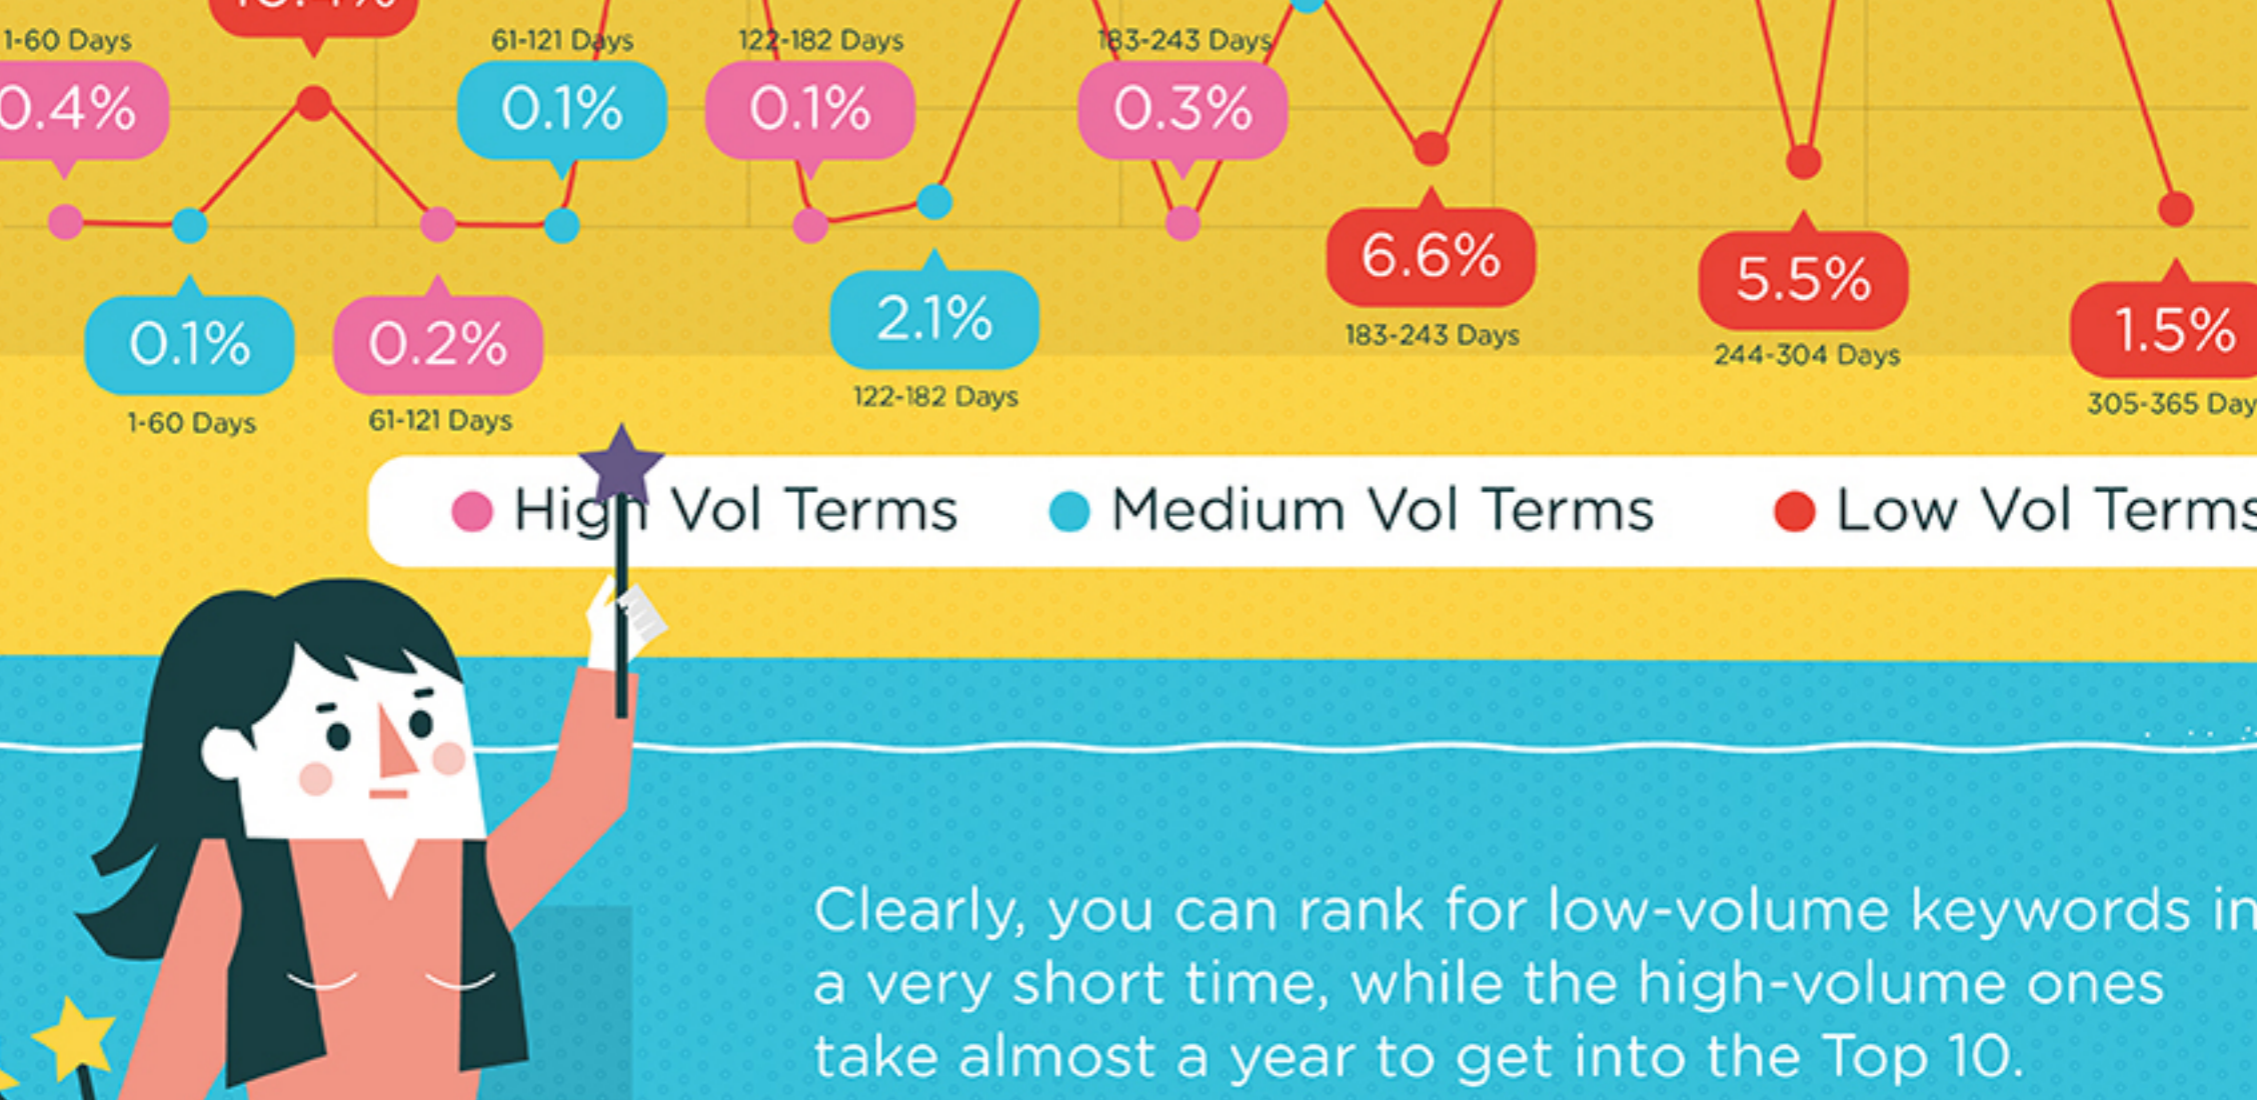 1-60 Days
0.4%
61-121 Days
0.1%
122-182 Days
0.1%
183-243 Days
0.3%
0.1%
1-60 Days
0.2%
61-121 Days
2.1%
122-182 Days
6.6%
183-243 Days
5.5%
244-304 Days
1.5%
305-365 Day
High Vol Terms
Medium Vol Terms
Low Vol Terms
Clearly, you can rank for low-volume keywords in
a very short time, while the high-volume ones
take almost a year to get into the Top 10.